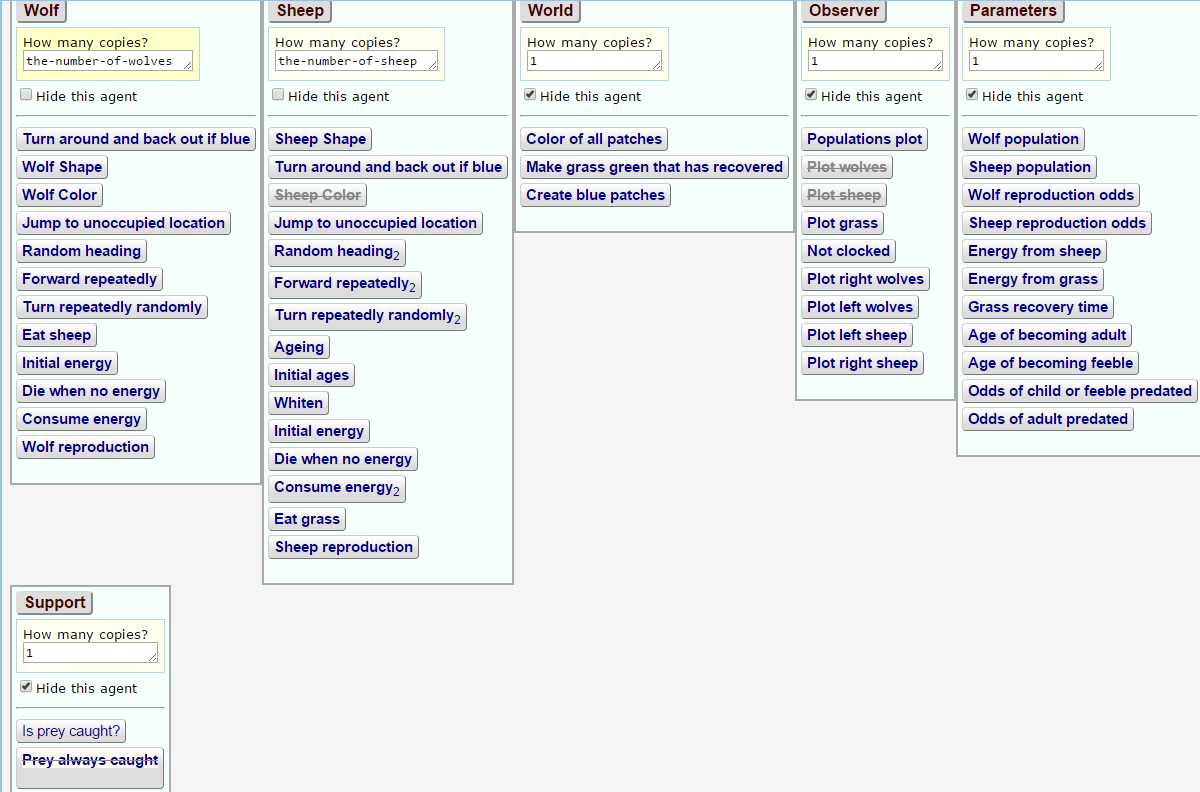 Wolf
How many copies?
the-number-of-wolves
Hide this agent
Turn around and back out if blue
Wolf Shape
Wolf Color
Jump to unoccupied location
Random heading
Forward repeatedly
Turn repeatedly randomly
Eat sheep
Initial energy
Die when no energy
Consume energy
Wolf reproduction
Sheep
How many copies?
the-number-of-sheep
Hide this agent
Sheep Shape
Turn around and back out if blue
Sheep Color
Jump to unoccupied location
Random heading2
Forward repeatedly2
Turn repeatedly randomly2
Ageing
Initial ages
Whiten
Initial energy
Die when no energy
Consume energy2
Eat grass
Sheep reproduction
World
How many copies?
1
Hide this agent
Color of all patches
Make grass green that has recovered
Create blue patches
Observer
How many copies?
1
Hide this agent
Populations plot
Plot wolves
Plot sheep
Plot grass
Not clocked
Plot right wolves
Plot left wolves
Plot left sheep
Plot right sheep
Parameters
How many copies?
1
Hide this agent
Wolf population
Sheep population
Wolf reproduction odds
Sheep reproduction odds
Energy from sheep
Energy from grass
Grass recovery time
Age of becoming adult
Age of becoming feeble
Odds of child or feeble predated
Odds of adult predated
Support
How many copies?
1
Hide this agent
Is prey caught?
Prey always caught